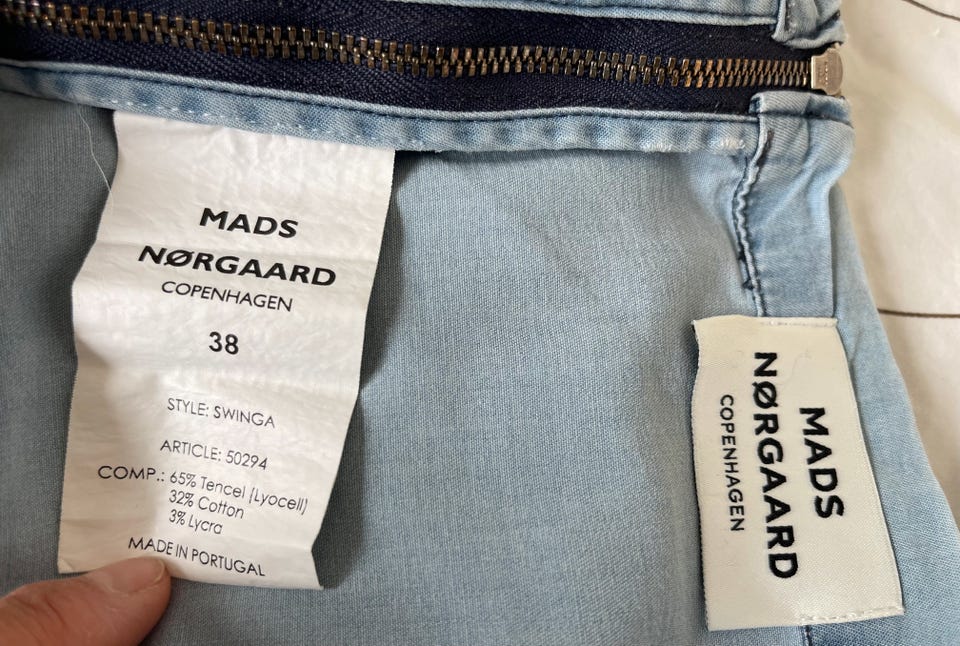 MADS
NØRGAARD
COPENHAGEN
38
STYLE: SWINGA
ARTICLE: 50294
COMP.: 65% Tencel (Lyocell)
32% Cotton
3% Lycra
MADE IN PORTUGAL
MADS
NØRGAARD
COPENHAGEN